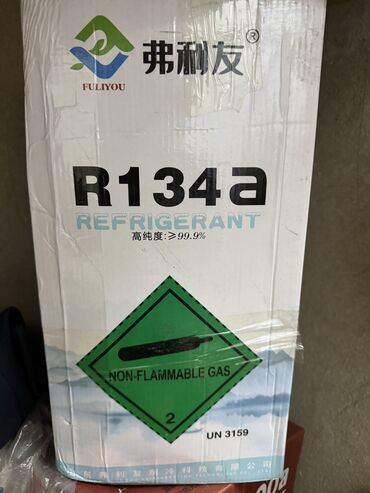 弗利友®
FULIYOU
R134a
REFRIGERANT
高纯度:≥99.9%
NON-FLAMMABLE GAS
2
UN 3159